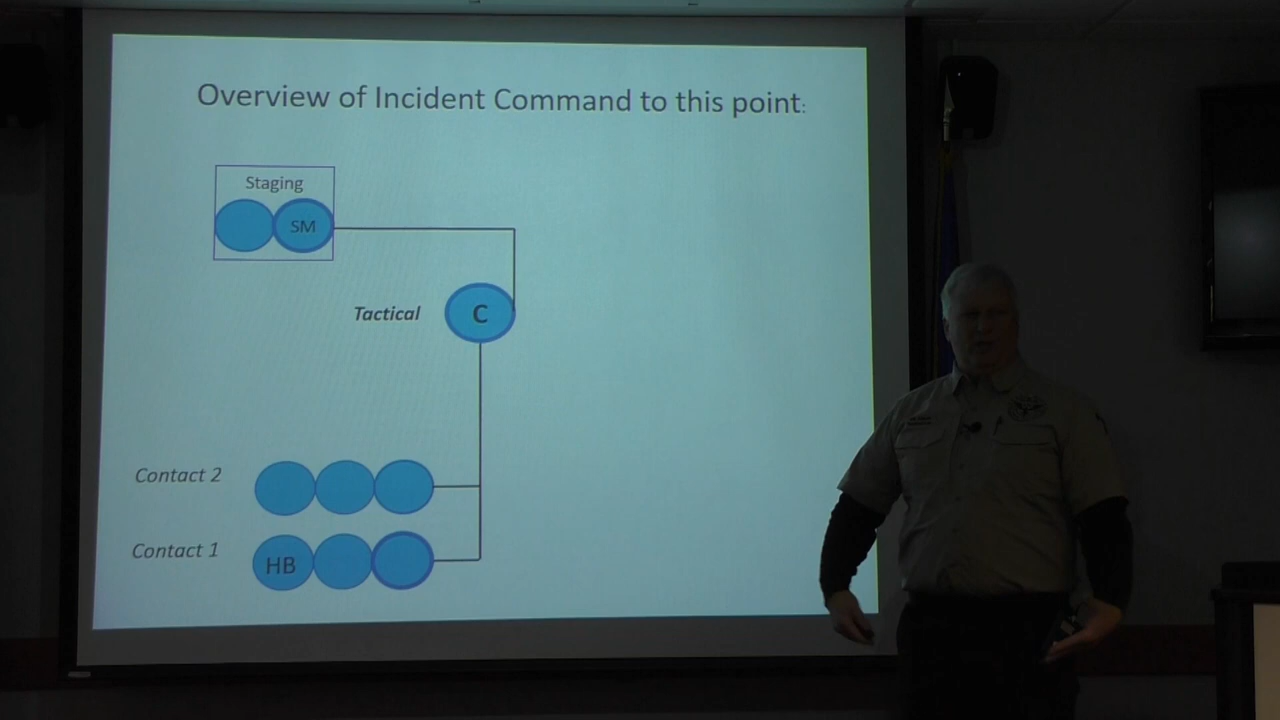 Overview of Incident Command to this point:
Staging
SM
Tactical
C
Contact 2
Contact 1
HB